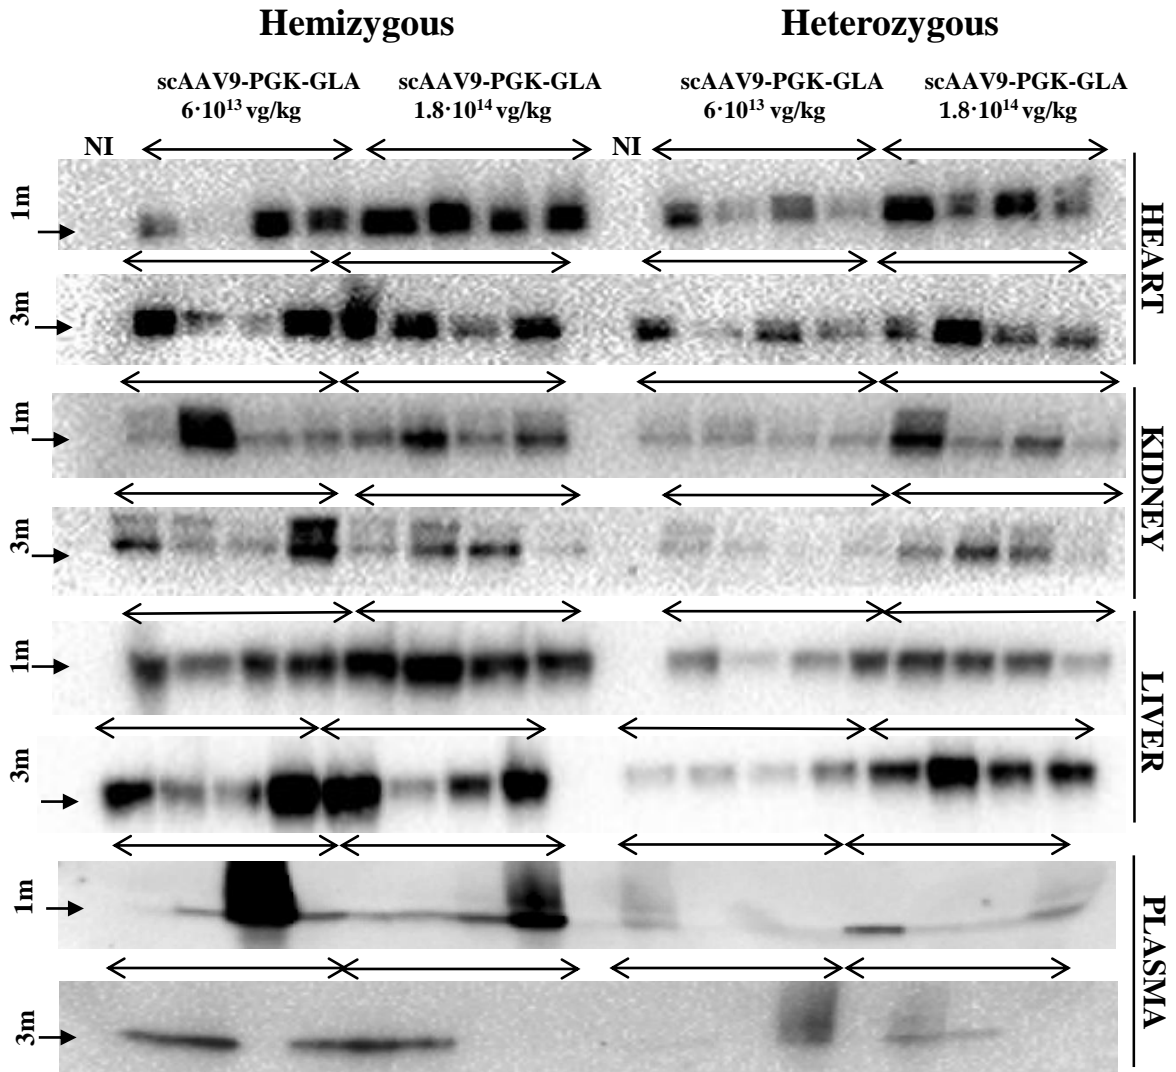 Hemizygous Heterozygous
scAAV9-PGK-GLA scAAV9-PGK-GLA scAAV9-PGK-GLA scAAV9-PGK-GLA
6·10¹³ vg/kg 1.8·10¹⁴ vg/kg 6·10¹³ vg/kg 1.8·10¹⁴ vg/kg
NI NI
1m
3m
HEART
1m
3m
KIDNEY
1m
3m
LIVER
1m
3m
PLASMA